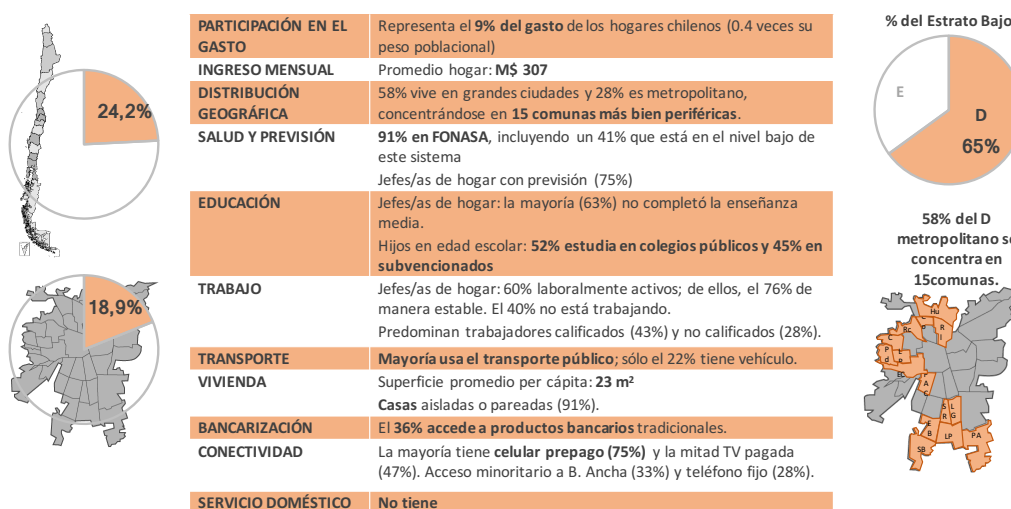 24,2%
18,9%
PARTICIPACIÓN EN EL
GASTO
Representa el 9% del gasto de los hogares chilenos (0.4 veces su
peso poblacional)
INGRESO MENSUAL
Promedio hogar: M$ 307
DISTRIBUCIÓN
GEOGRÁFICA
58% vive en grandes ciudades y 28% es metropolitano,
concentrándose en 15 comunas más bien periféricas.
SALUD Y PREVISIÓN
91% en FONASA, incluyendo un 41% que está en el nivel bajo de
este sistema
Jefes/as de hogar con previsión (75%)
EDUCACIÓN
Jefes/as de hogar: la mayoría (63%) no completó la enseñanza
media.
Hijos en edad escolar: 52% estudia en colegios públicos y 45% en
subvencionados
TRABAJO
Jefes/as de hogar: 60% laboralmente activos; de ellos, el 76% de
manera estable. El 40% no está trabajando.
Predominan trabajadores calificados (43%) y no calificados (28%).
TRANSPORTE
Mayoría usa el transporte público; sólo el 22% tiene vehículo.
VIVIENDA
Superficie promedio per cápita: 23 m²
Casas aisladas o pareadas (91%).
BANCARIZACIÓN
El 36% accede a productos bancarios tradicionales.
CONECTIVIDAD
La mayoría tiene celular prepago (75%) y la mitad TV pagada
(47%). Acceso minoritario a B. Ancha (33%) y teléfono fijo (28%).
SERVICIO DOMÉSTICO
No tiene
% del Estrato Bajo
E
D
65%
58% del D
metropolitano se
concentra en
15comunas.
Hu
Rc
R
C
P
EC
P
A
C
S L
R G
E
B
LP
PA
SB